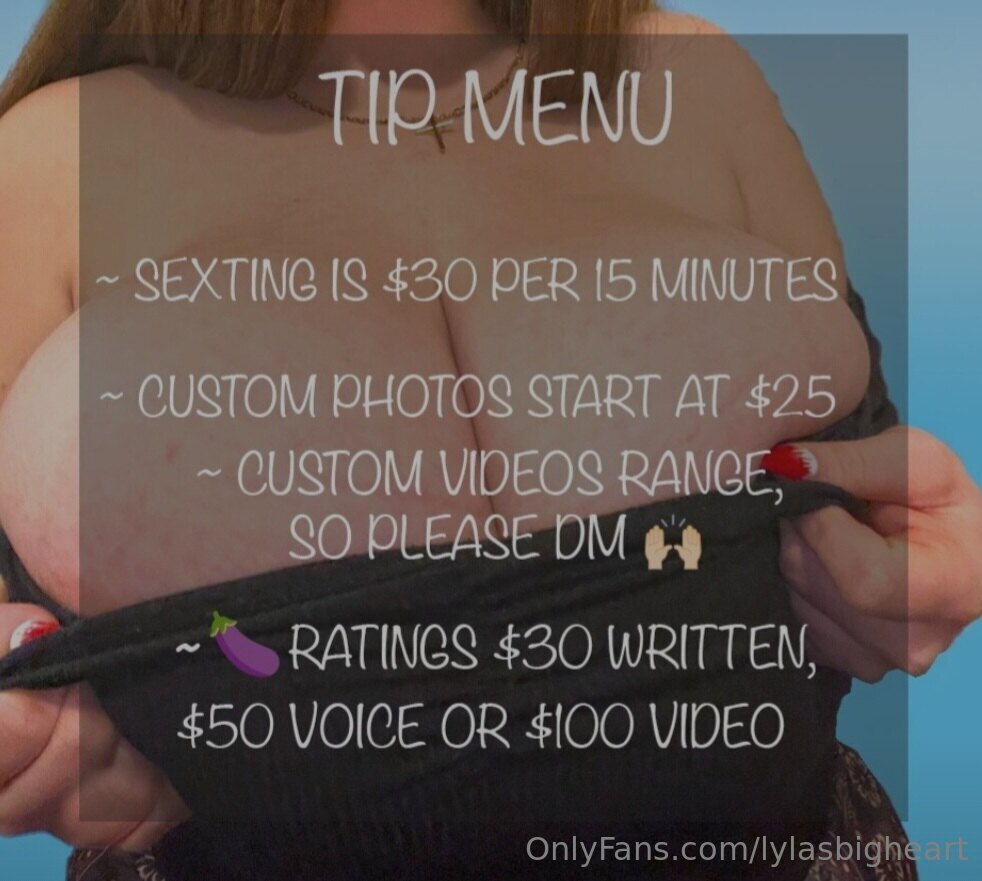 TIP MENU
~ SEXTING IS $30 PER 15 MINUTES
~ CUSTOM PHOTOS START AT $25
~ CUSTOM VIDEOS RANGE,
SO PLEASE DM 🙌🏼
~🍆 RATINGS $30 WRITTEN,
$50 VOICE OR $100 VIDEO
OnlyFans.com/lylasbigheart